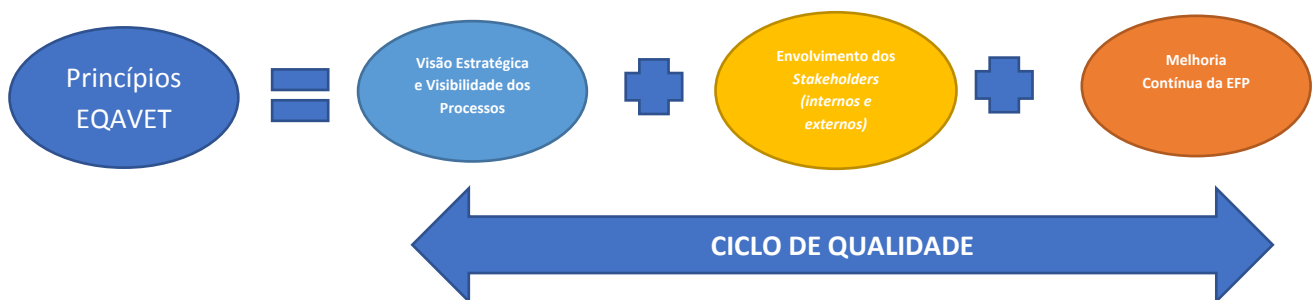 Princípios
EQAVET
Visão Estratégica
e Visibilidade dos
Processos
Envolvimento dos
Stakeholders
(internos e
externos)
Melhoria
Contínua da EFP
CICLO DE QUALIDADE